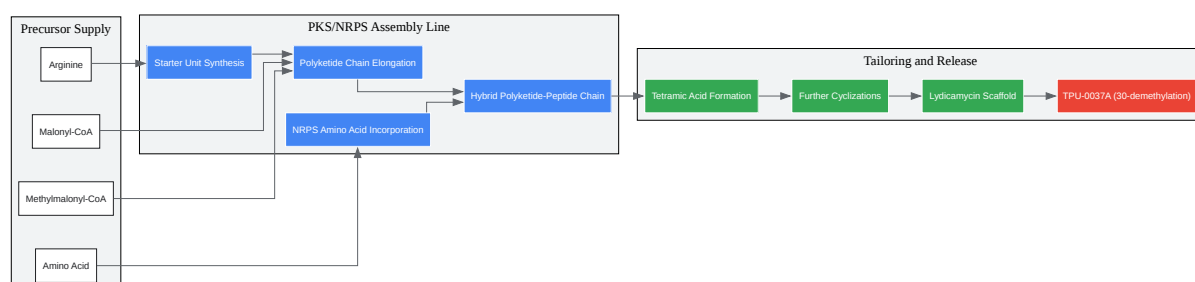 Precursor Supply
Arginine
Malonyl-CoA
Methylmalonyl-CoA
Amino Acid
PKS/NRPS Assembly Line
Starter Unit Synthesis
Polyketide Chain Elongation
NRPS Amino Acid Incorporation
Hybrid Polyketide-Peptide Chain
Tailoring and Release
Tetramic Acid Formation
Further Cyclizations
Lydicamycin Scaffold
TPU-0037A (30-demethylation)